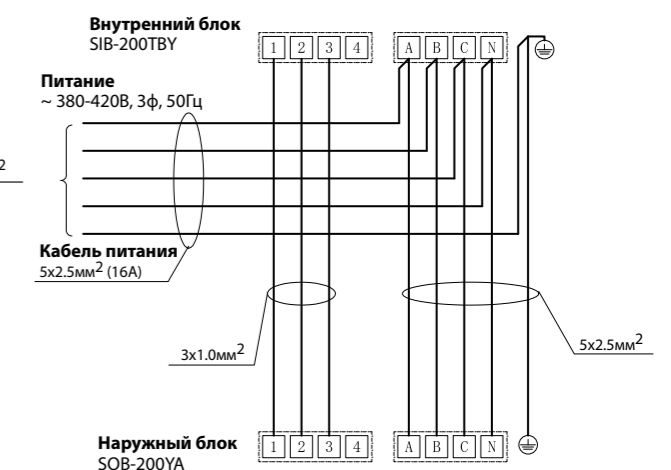 Внутренний блок
SIB-200TBY
1 2 3 4 A B C N
Питание
~ 380-420В, 3ф, 50Гц
2
Кабель питания
5x2.5мм2 (16А)
3x1.0мм2
5x2.5мм2
Наружный блок
SOB-200YA
1 2 3 4 A B C N